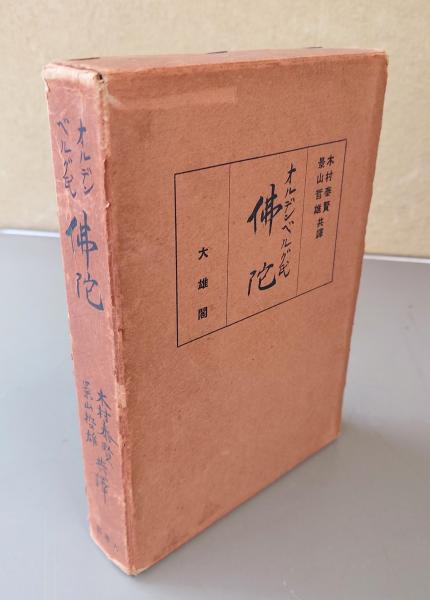 木村泰賢
景山哲雄共譯
オルデンベルグ氏
佛陀
大雄閣
オルデン
ベルグ氏
佛陀
木村泰賢
景山哲雄
共譯